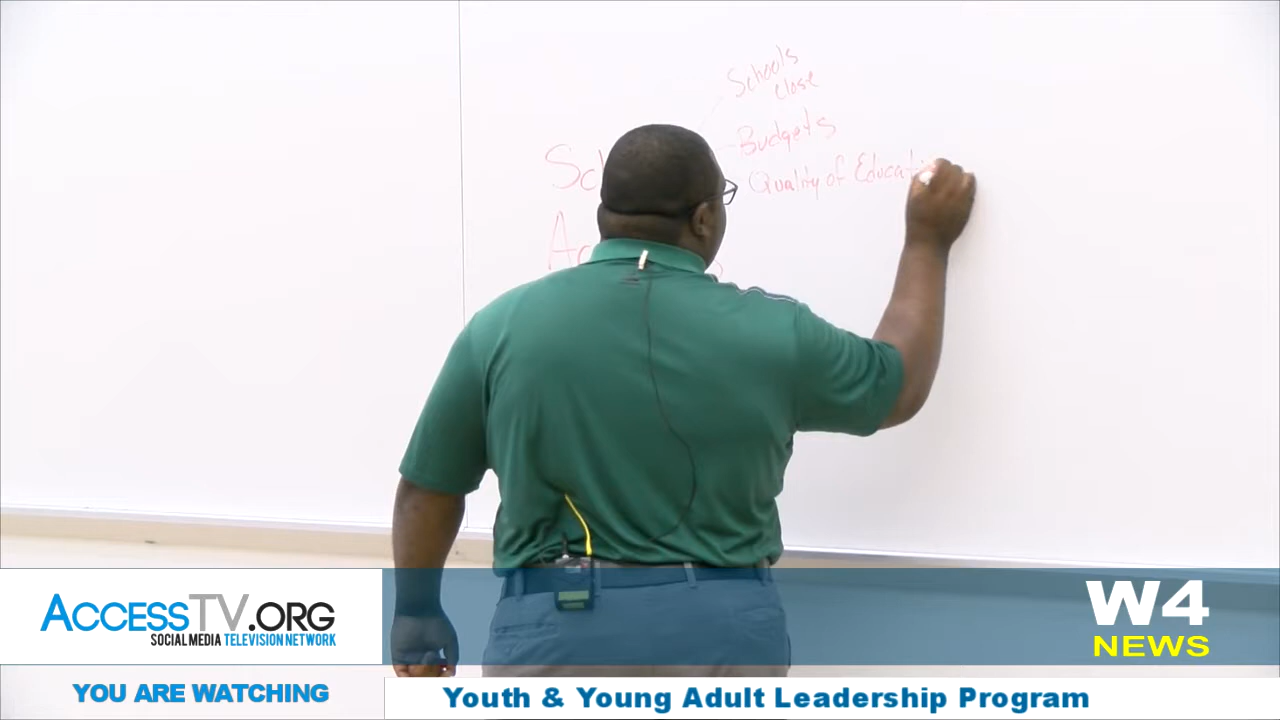 Schools
close
Budgets
Quality of Educati
ACCESSTV.ORG
SOCIAL MEDIA TELEVISION NETWORK
W4
NEWS
YOU ARE WATCHING
Youth & Young Adult Leadership Program